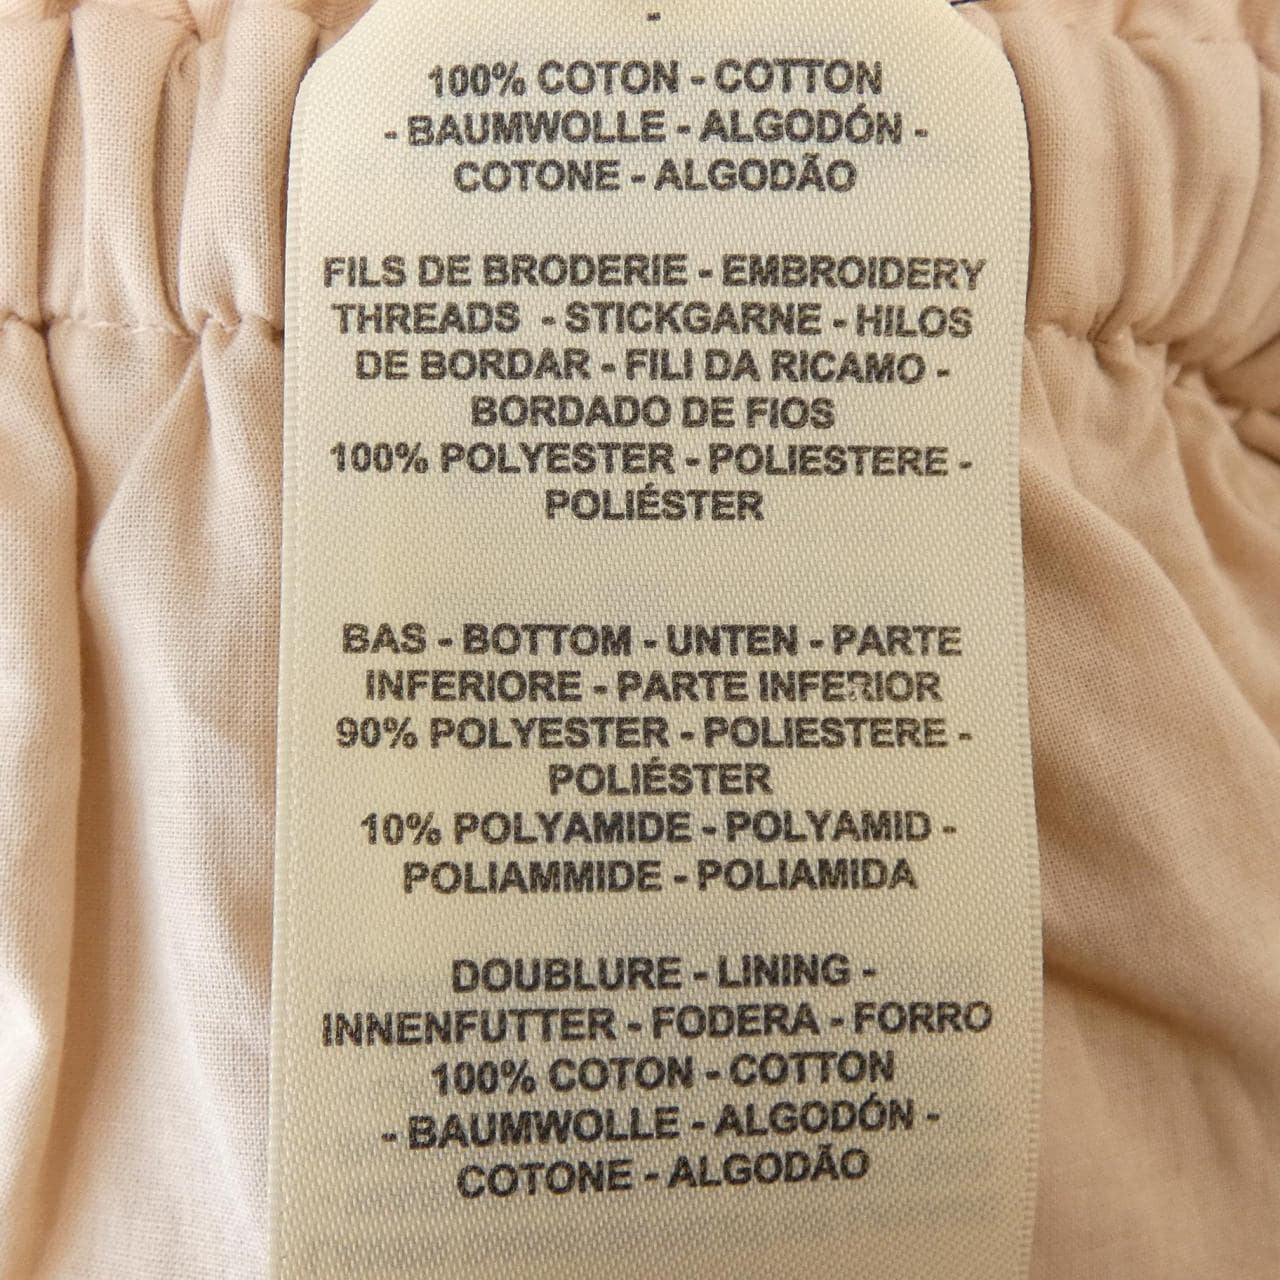 -
100% COTON - COTTON
- BAUMWOLLE - ALGODÓN -
COTONE - ALGODÃO
FILS DE BRODERIE - EMBROIDERY
THREADS - STICKGARNE - HILOS
DE BORDAR - FILI DA RICAMO -
BORDADO DE FIOS
100% POLYESTER - POLIESTERE -
POLIÉSTER
BAS - BOTTOM - UNTEN - PARTE
INFERIORE - PARTE INFERIOR
90% POLYESTER - POLIESTERE -
POLIÉSTER
10% POLYAMIDE - POLYAMID -
POLIAMMIDE - POLIAMIDA
DOUBLURE - LINING -
INNENFUTTER - FODERA - FORRO
100% COTON - COTTON
- BAUMWOLLE - ALGODÓN -
COTONE - ALGODÃO